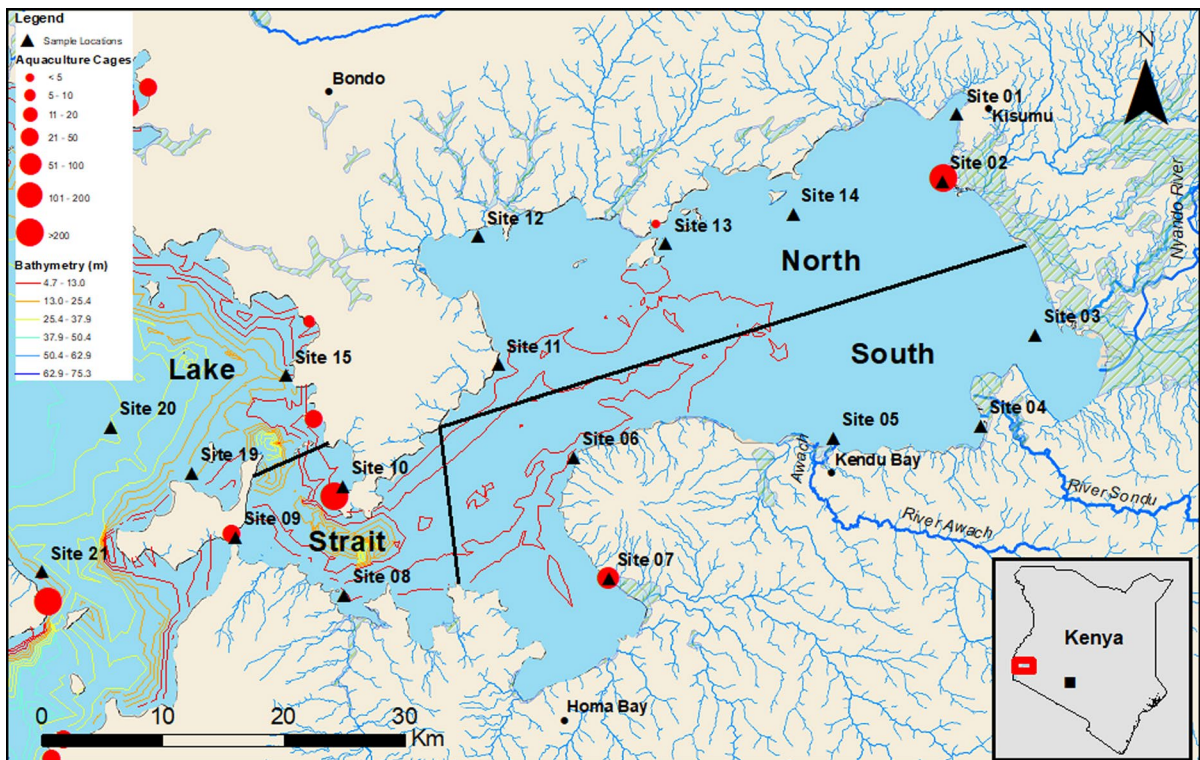 Legend
Sample Locations
Aquaculture Cages
< 5
5 - 10
11 - 20
21 - 50
51 - 100
101 - 200
>200
Bathymetry (m)
4.7 - 13.0
13.0 - 25.4
25.4 - 37.9
37.9 - 50.4
50.4 - 62.9
62.9 - 75.3
Bondo
N
Site 01
Kisumu
Site 02
Nyando River
Site 12
Site 13
Site 14
North
Site 03
Site 11
South
Site 15
Lake
Site 20
Site 04
Site 05
Awach
Kendu Bay
Site 06
Site 19
Site 10
River Sondu
River Awach
Site 09
Strait
Site 21
Site 08
Site 07
Kenya
Homa Bay
0 10 20 30
Km